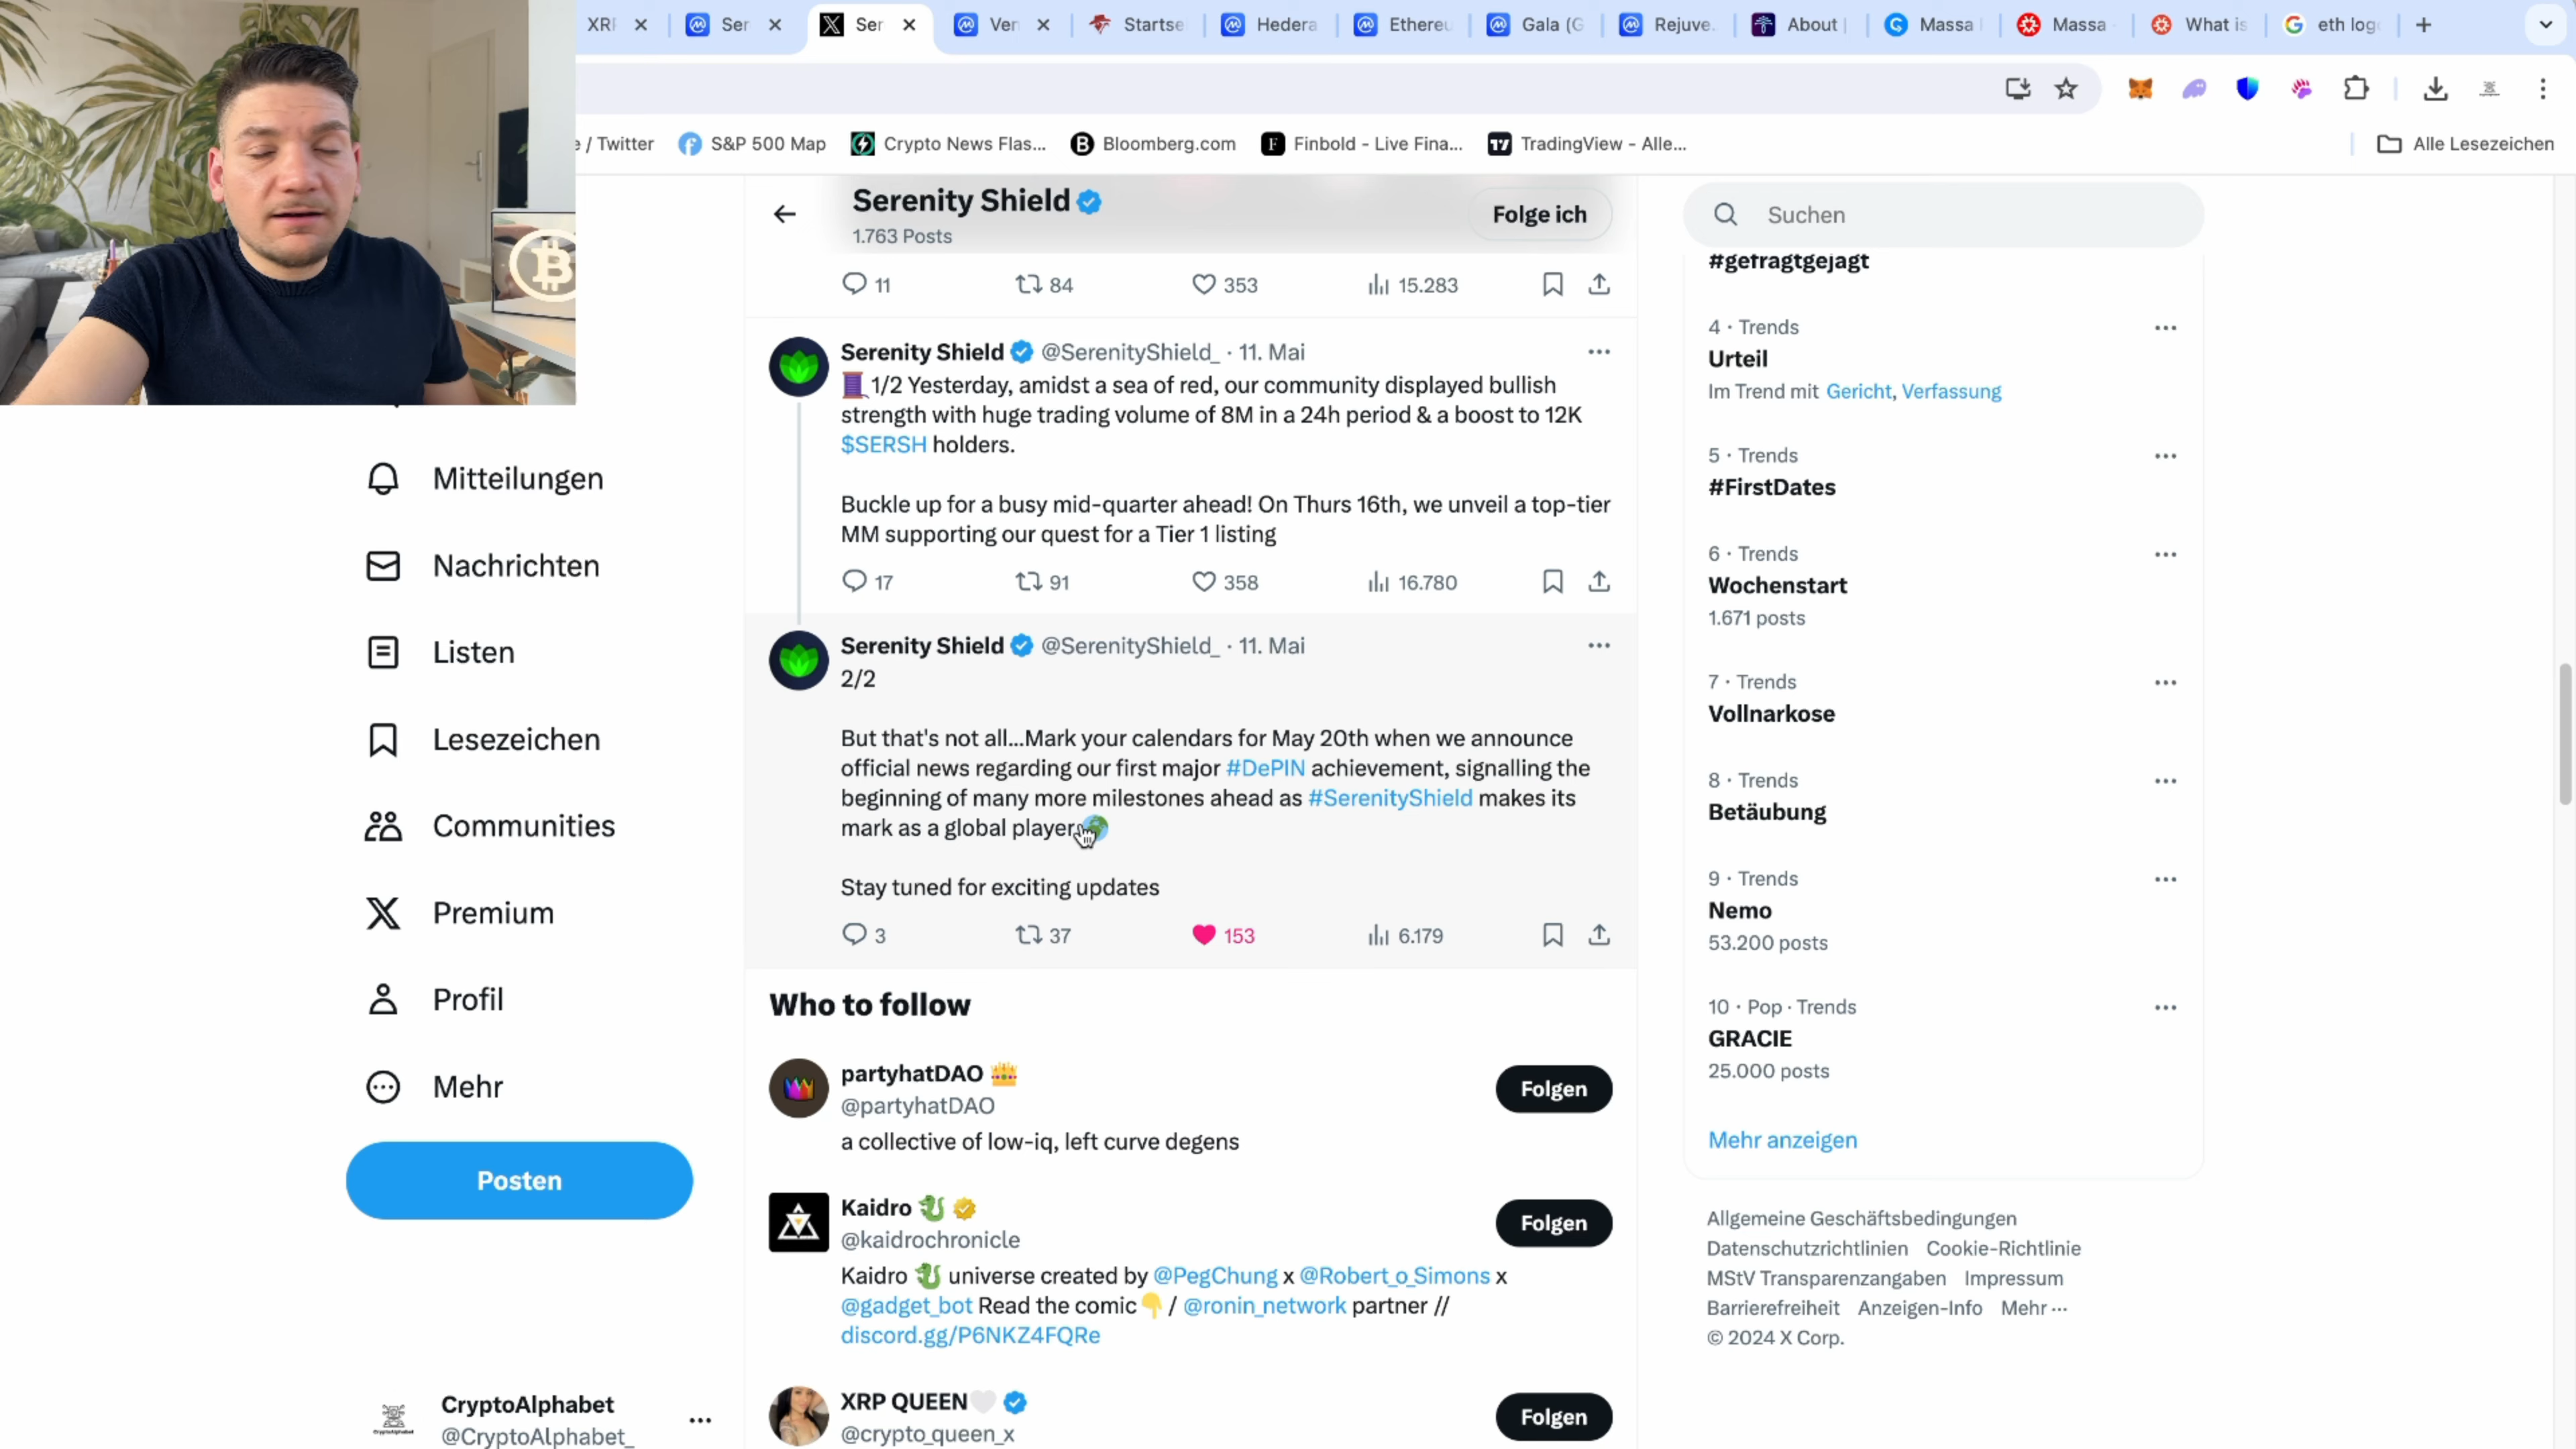 XRI
Ser
Ser
Ver
Startse
Hedera
Ethereu
Gala (G
Rejuve.
About
Massa
Massa
What is
eth log
e / Twitter
S&P 500 Map
Crypto News Flas...
Bloomberg.com
Finbold - Live Fina...
TradingView - Alle...
Alle Lesezeichen
Serenity Shield
1.763 Posts
Folge ich
Suchen
11
84
353
15.283
Serenity Shield @SerenityShield_ · 11. Mai
1/2 Yesterday, amidst a sea of red, our community displayed bullish
strength with huge trading volume of 8M in a 24h period & a boost to 12K
$SERSH holders.
Buckle up for a busy mid-quarter ahead! On Thurs 16th, we unveil a top-tier
MM supporting our quest for a Tier 1 listing
17
91
358
16.780
Serenity Shield @SerenityShield_ · 11. Mai
2/2
But that's not all...Mark your calendars for May 20th when we announce
official news regarding our first major #DePIN achievement, signalling the
beginning of many more milestones ahead as #SerenityShield makes its
mark as a global player
Stay tuned for exciting updates
3
37
153
6.179
Who to follow
partyhatDAO
@partyhatDAO
a collective of low-iq, left curve degens
Folgen
Kaidro
@kaidrochronicle
Kaidro universe created by @PegChung x @Robert_o_Simons x
@gadget_bot Read the comic / @ronin_network partner //
discord.gg/P6NKZ4FQRe
Folgen
XRP QUEEN
@crypto_queen_x
Folgen
Mitteilungen
Nachrichten
Listen
Lesezeichen
Communities
Premium
Profil
Mehr
Posten
CryptoAlphabet
@CryptoAlphabet_
#gefragtgejagt
4 · Trends
Urteil
Im Trend mit Gericht, Verfassung
5 · Trends
#FirstDates
6 · Trends
Wochenstart
1.671 posts
7 · Trends
Vollnarkose
8 · Trends
Betäubung
9 · Trends
Nemo
53.200 posts
10 · Pop · Trends
GRACIE
25.000 posts
Mehr anzeigen
Allgemeine Geschäftsbedingungen
Datenschutzrichtlinien Cookie-Richtlinie
MStV Transparenzangaben Impressum
Barrierefreiheit Anzeigen-Info Mehr ···
© 2024 X Corp.